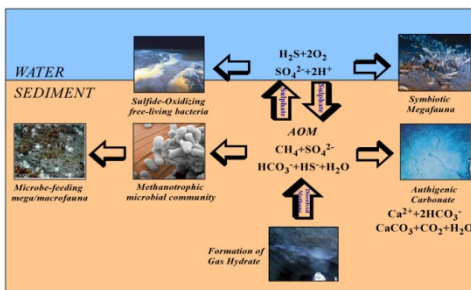 H₂S+2O₂
SO₄²⁻+2H⁺
WATER
SEDIMENT
Sulfide-Oxidizing
free-living bacteria
Sulphate
Symbiotic
Megafauna
AOM
CH₄+SO₄²⁻
HCO₃⁻+HS⁻+H₂O
Microbe-feeding
mega/macrofauna
Methanotrophic
microbial community
Authigenic
Carbonate
Ca²⁺+2HCO₃⁻
CaCO₃+CO₂+H₂O
Formation of
Gas Hydrate